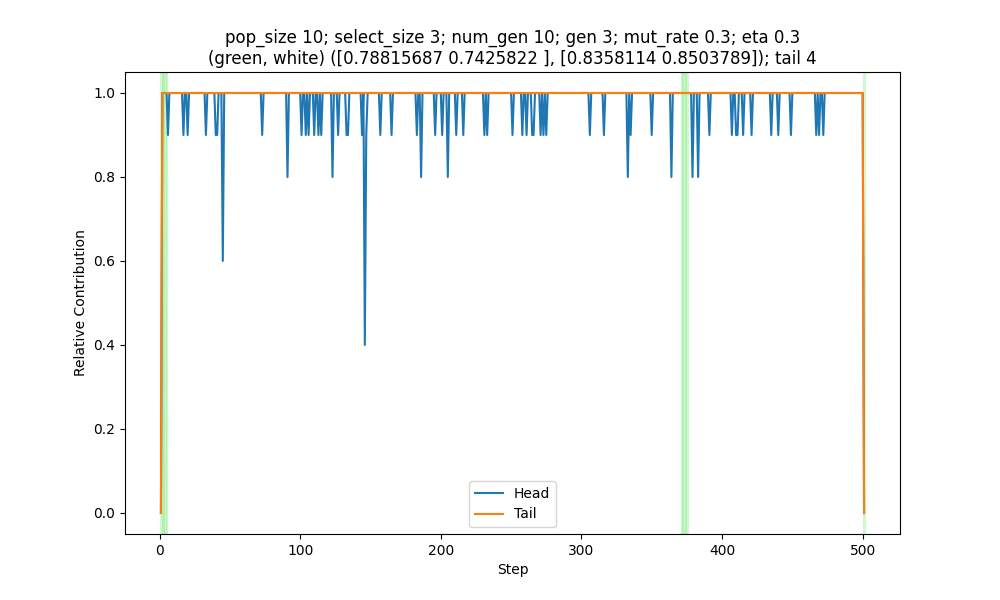 pop_size 10; select_size 3; num_gen 10; gen 3; mut_rate 0.3; eta 0.3
(green, white) ([0.78815687 0.7425822 ], [0.8358114 0.8503789]); tail 4
1.0
0.8
0.6
0.4
0.2
0.0
Relative Contribution
Head
Tail
0 100 200 300 400 500
Step